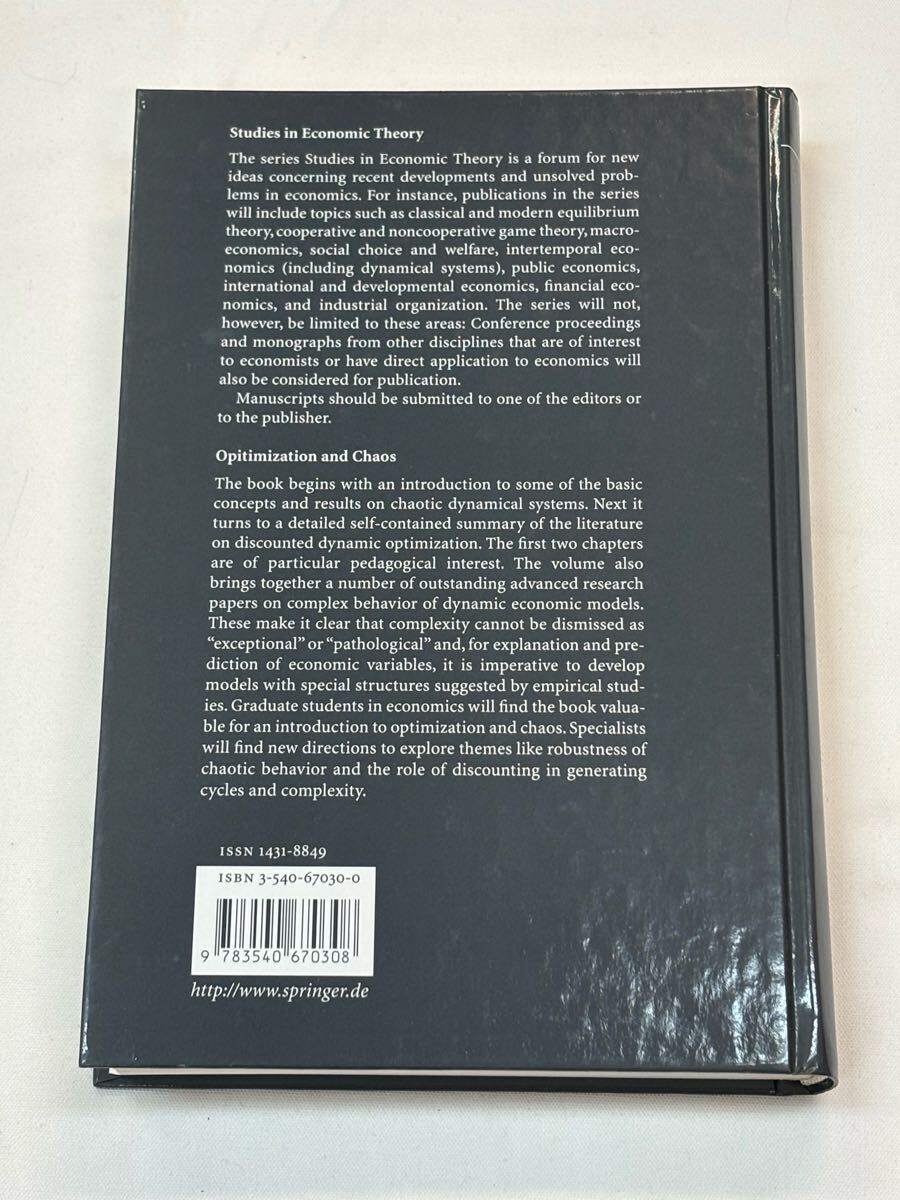 Studies in Economic Theory
The series Studies in Economic Theory is a forum for new
ideas concerning recent developments and unsolved prob-
lems in economics. For instance, publications in the series
will include topics such as classical and modern equilibrium
theory, cooperative and noncooperative game theory, macro-
economics, social choice and welfare, intertemporal eco-
nomics (including dynamical systems), public economics,
international and developmental economics, financial eco-
nomics, and industrial organization. The series will not,
however, be limited to these areas: Conference proceedings
and monographs from other disciplines that are of interest
to economists or have direct application to economics will
also be considered for publication.
Manuscripts should be submitted to one of the editors or
to the publisher.
Opitimization and Chaos
The book begins with an introduction to some of the basic
concepts and results on chaotic dynamical systems. Next it
turns to a detailed self-contained summary of the literature
on discounted dynamic optimization. The first two chapters
are of particular pedagogical interest. The volume also
brings together a number of outstanding advanced research
papers on complex behavior of dynamic economic models.
These make it clear that complexity cannot be dismissed as
“exceptional” or “pathological” and, for explanation and pre-
diction of economic variables, it is imperative to develop
models with special structures suggested by empirical stud-
ies. Graduate students in economics will find the book valua-
ble for an introduction to optimization and chaos. Specialists
will find new directions to explore themes like robustness of
chaotic behavior and the role of discounting in generating
cycles and complexity.
ISSN 1431-8849
ISBN 3-540-67030-0
9 783540 670308
http://www.springer.de